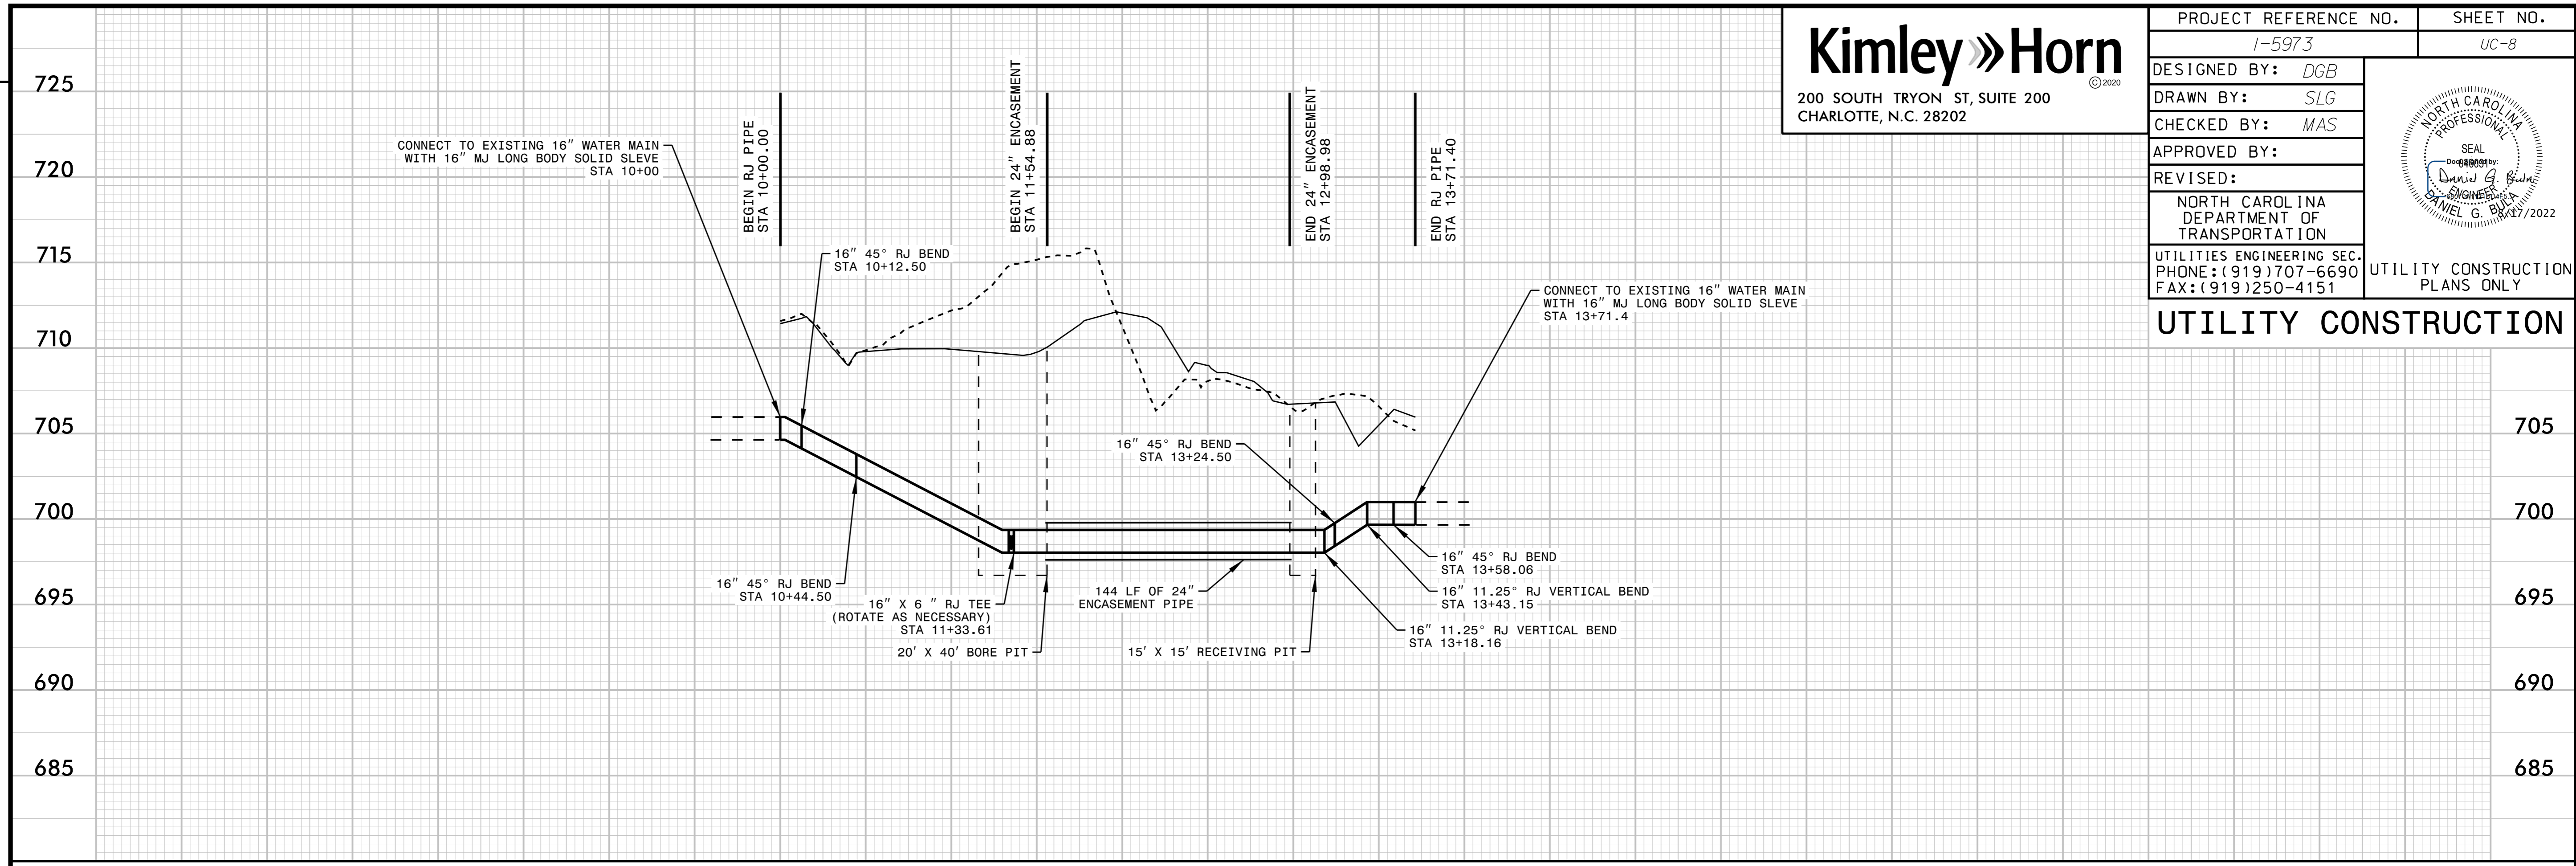 Kimley»Horn
© 2020
200 SOUTH TRYON ST, SUITE 200
CHARLOTTE, N.C. 28202
PROJECT REFERENCE NO.
SHEET NO.
I-5973
UC-8
DESIGNED BY: DGB
DRAWN BY: SLG
CHECKED BY: MAS
APPROVED BY:
REVISED:
NORTH CAROLINA
DEPARTMENT OF
TRANSPORTATION
UTILITIES ENGINEERING SEC.
PHONE:(919)707-6690
FAX:(919)250-4151
NORTH CAROLINA
PROFESSIONAL
SEAL
ENGINEER
DANIEL G. BULA
8/17/2022
UTILITY CONSTRUCTION
PLANS ONLY
UTILITY CONSTRUCTION
725
720
715
710
705
700
695
690
685
705
700
695
690
685
CONNECT TO EXISTING 16" WATER MAIN
WITH 16" MJ LONG BODY SOLID SLEVE
STA 10+00
BEGIN RJ PIPE
STA 10+00.00
16" 45° RJ BEND
STA 10+12.50
BEGIN 24" ENCASEMENT
STA 11+54.88
END 24" ENCASEMENT
STA 12+98.98
END RJ PIPE
STA 13+71.40
CONNECT TO EXISTING 16" WATER MAIN
WITH 16" MJ LONG BODY SOLID SLEVE
STA 13+71.4
16" 45° RJ BEND
STA 13+24.50
16" 45° RJ BEND
STA 10+44.50
16" X 6 " RJ TEE
(ROTATE AS NECESSARY)
STA 11+33.61
20' X 40' BORE PIT
144 LF OF 24"
ENCASEMENT PIPE
15' X 15' RECEIVING PIT
16" 45° RJ BEND
STA 13+58.06
16" 11.25° RJ VERTICAL BEND
STA 13+43.15
16" 11.25° RJ VERTICAL BEND
STA 13+18.16